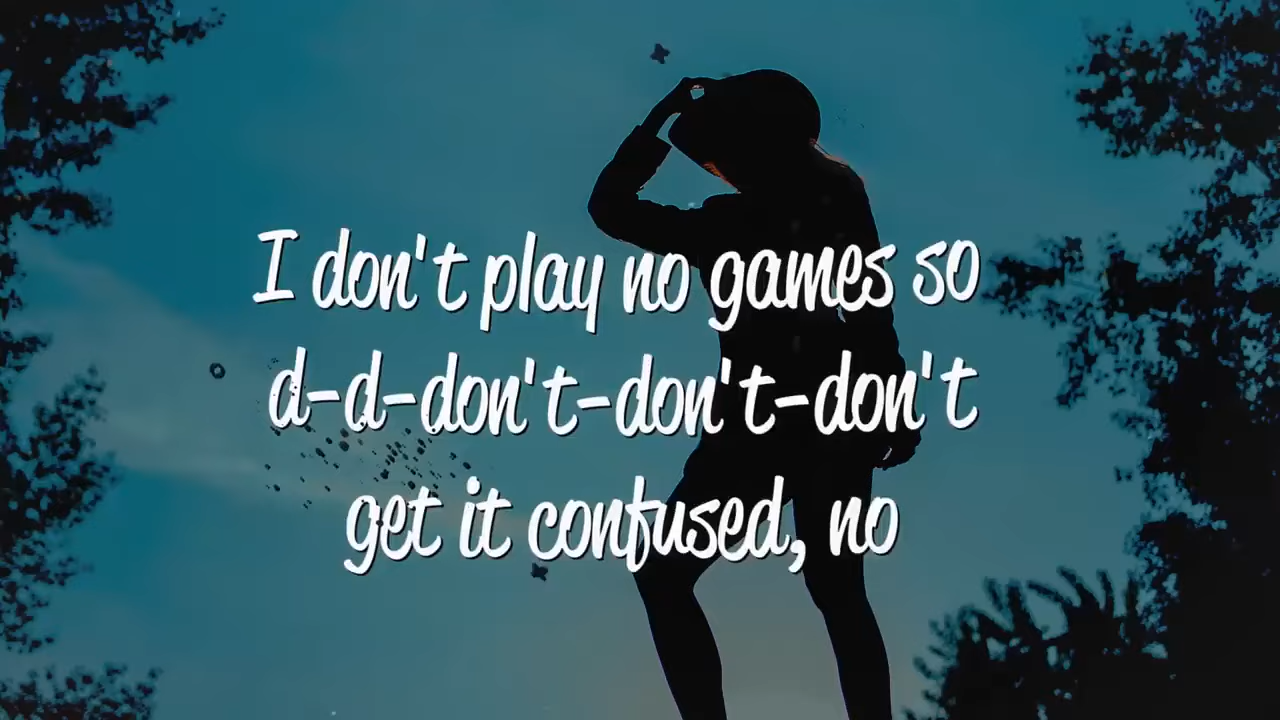 I don't play no games so
d-d-don't-don't-don't
get it confused, no